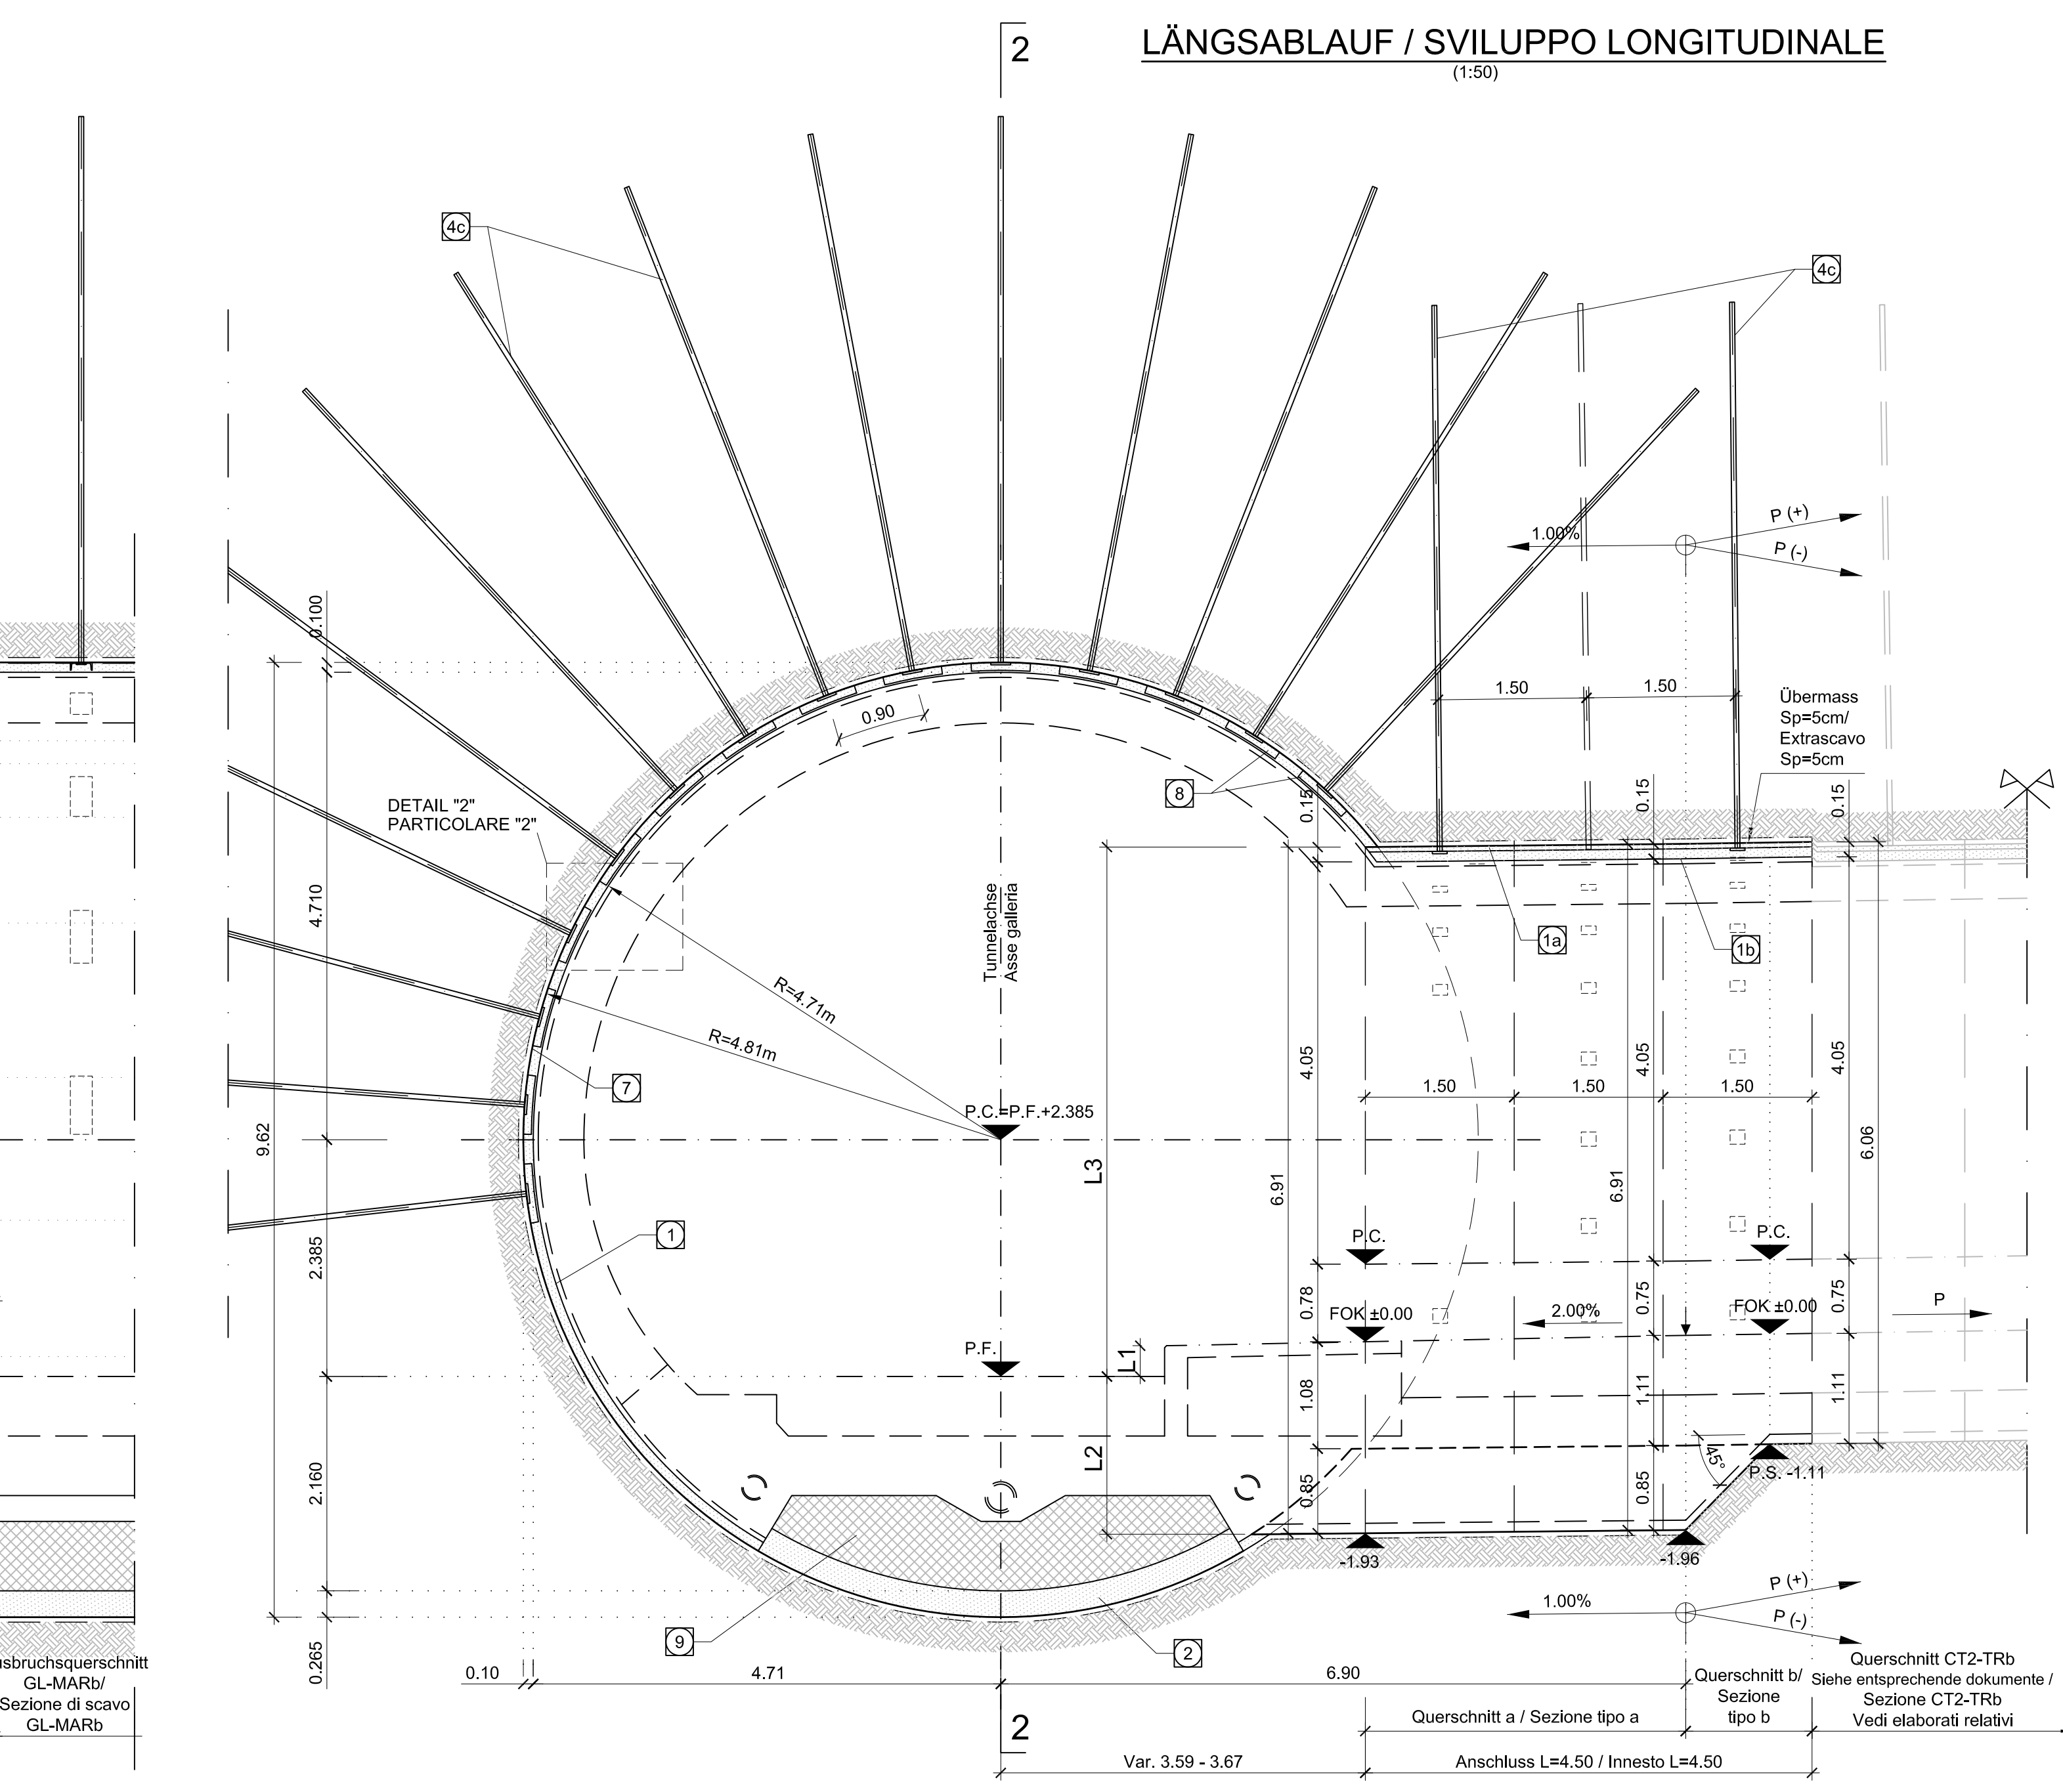 LÄNGSABLAUF / SVILUPPO LONGITUDINALE
(1:50)
2
4c
4c
P (+)
1.00%
P (-)
0.100
1.50
1.50
Übermass
Sp=5cm/
Extrascavo
Sp=5cm
0.90
8
0.15
0.15
0.15
DETAIL "2"
PARTICOLARE "2"
4.710
Tunnelachse
Asse galleria
1a
1b
R=4.71m
R=4.81m
4.05
4.05
4.05
7
1.50
1.50
1.50
P.C.=P.F.+2.385
9.62
L3
6.91
6.91
6.06
1
2.385
P.C.
P.C.
0.78
0.75
0.75
FOK ±0.00
2.00%
FOK ±0.00
P
P.F.
L1
1.08
1.11
1.11
L2
45°
P.S. -1.11
2.160
0.85
0.85
-1.93
-1.96
P (+)
1.00%
P (-)
9
2
0.265
usbruchsquerschnitt
GL-MARb/
Sezione di scavo
GL-MARb
0.10
4.71
6.90
Querschnitt b/
Sezione
tipo b
Querschnitt CT2-TRb
Siehe entsprechende dokumente /
Sezione CT2-TRb
Vedi elaborati relativi
Querschnitt a / Sezione tipo a
2
Var. 3.59 - 3.67
Anschluss L=4.50 / Innesto L=4.50